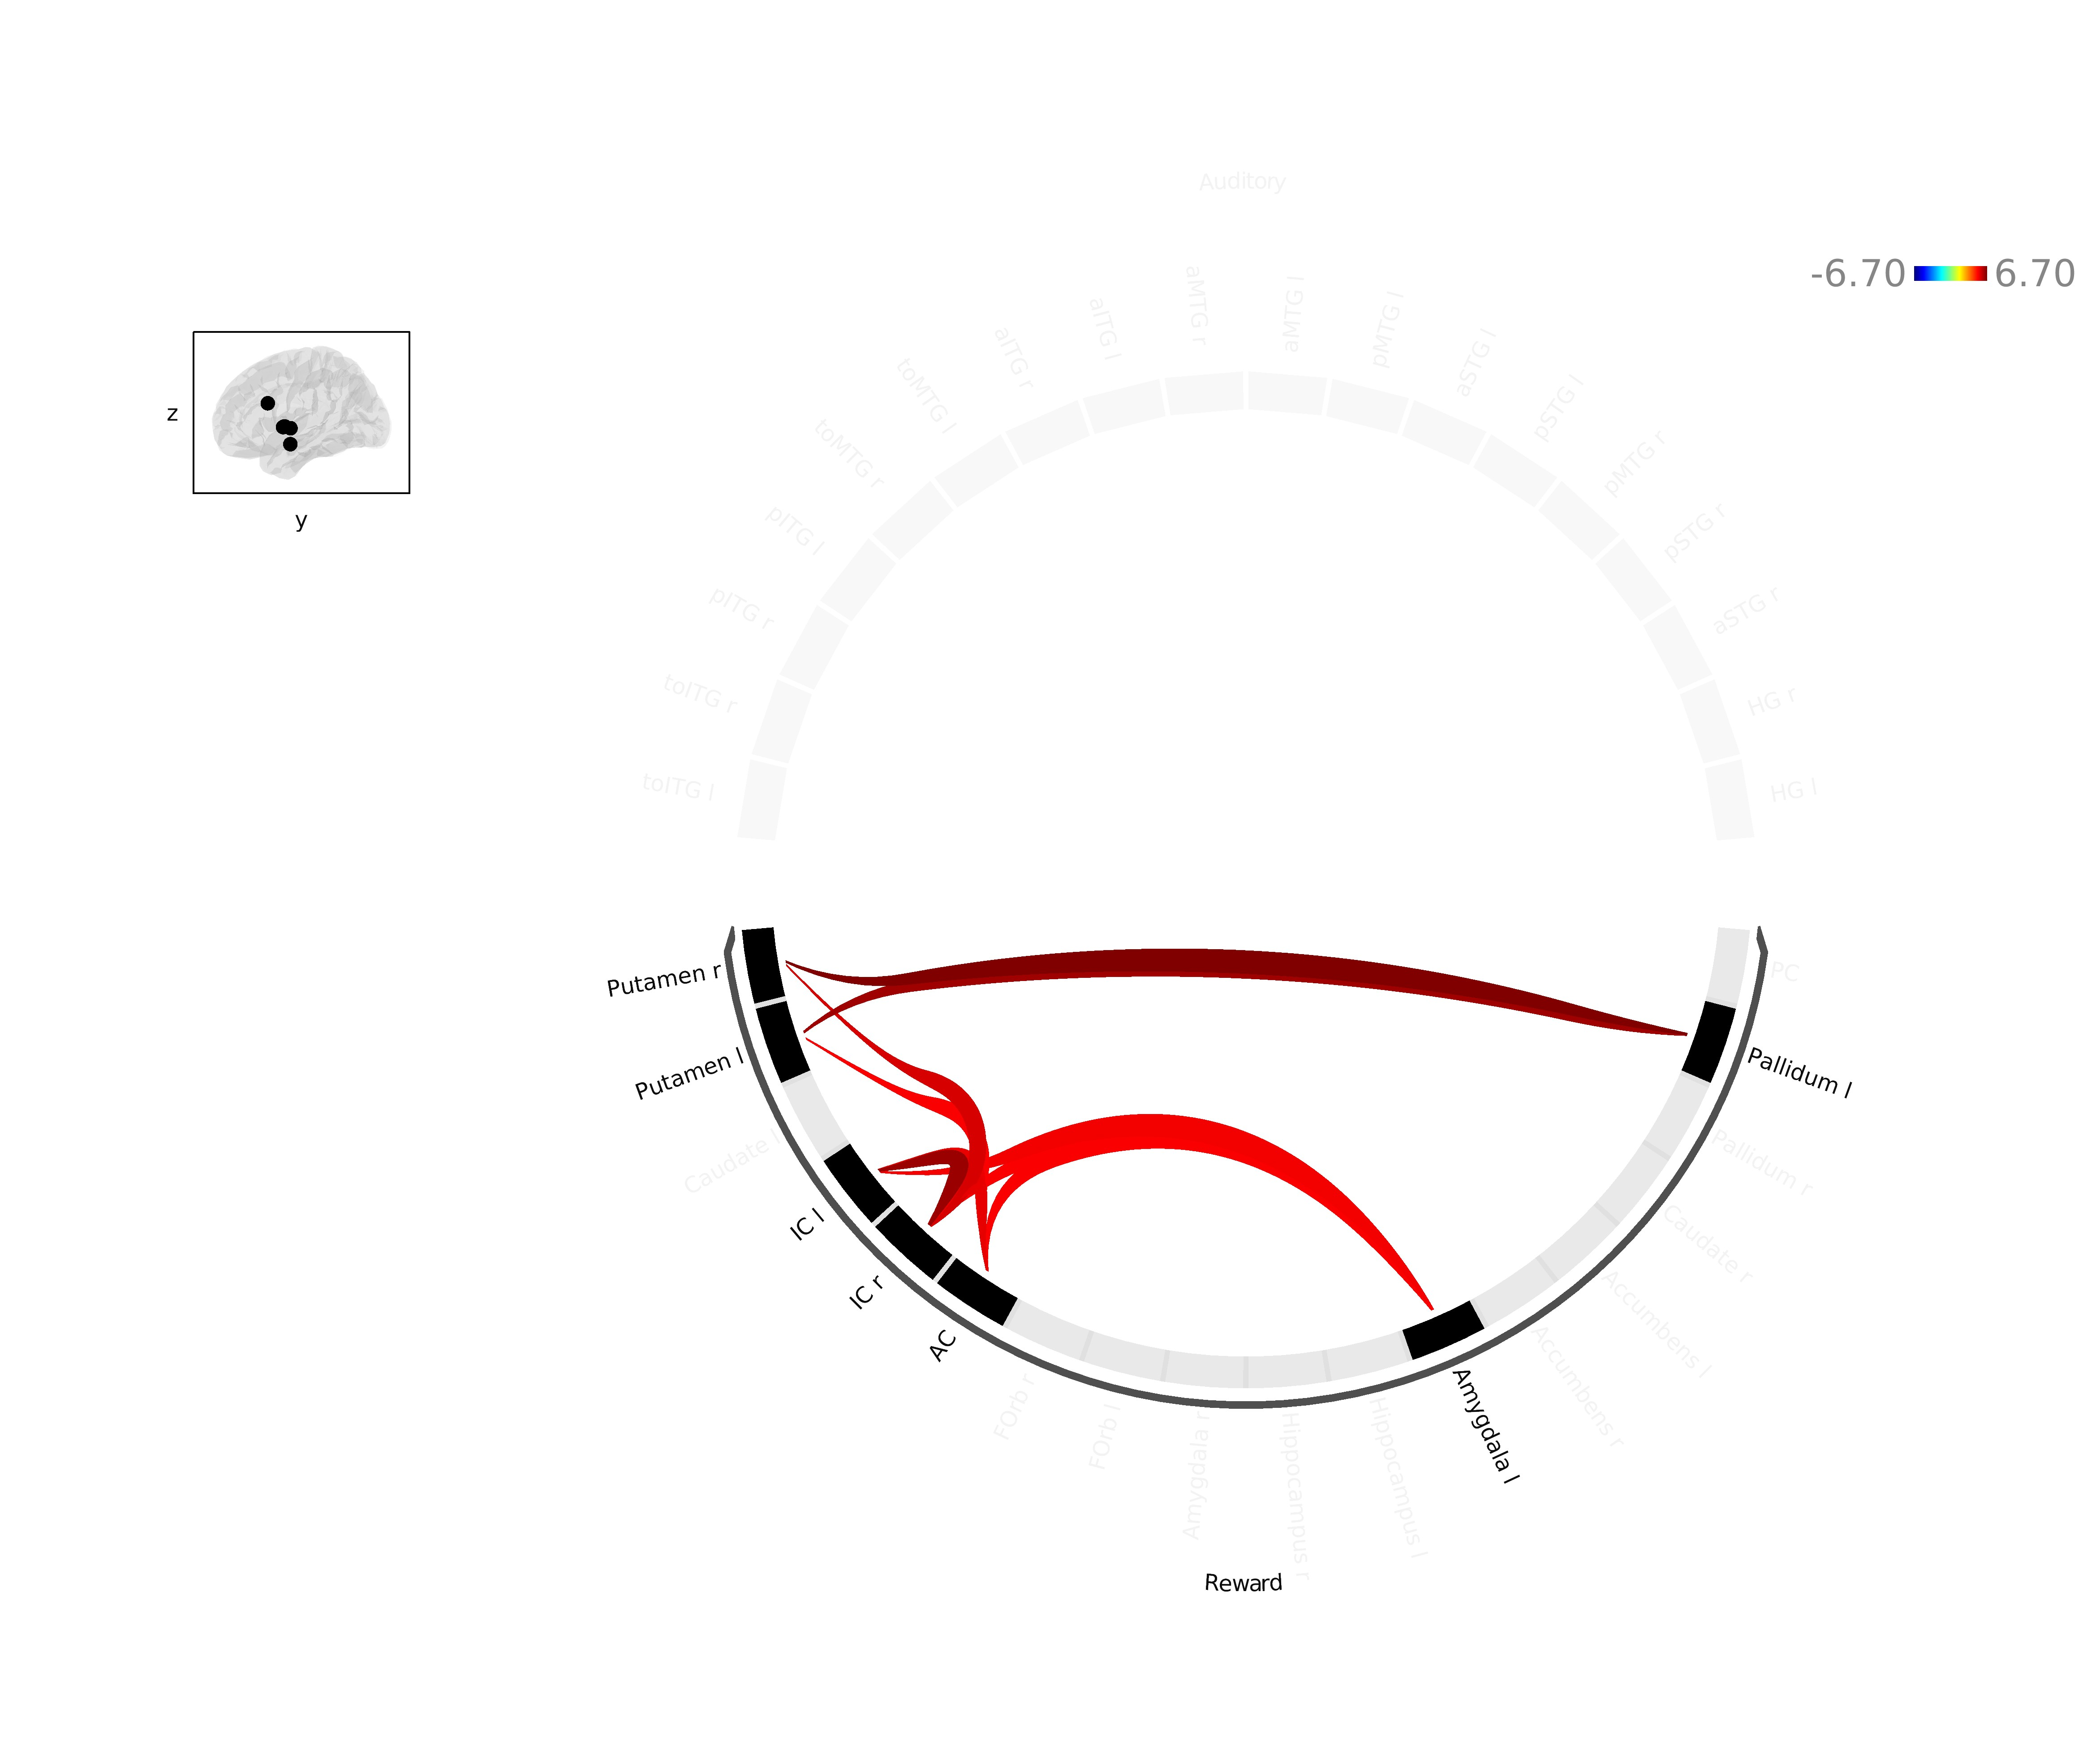 Auditory
-6.70 6.70
aMTG r
aMTG l
aITG l
pMTG l
aITG r
aSTG l
toMTG l
pSTG l
toMTG r
pMTG r
pITG l
pSTG r
pITG r
aSTG r
toITG r
HG r
toITG l
HG l
z
y
Putamen r
PC
Putamen l
Pallidum l
Caudate l
Pallidum r
IC l
Caudate r
IC r
Accumbens l
AC
Accumbens r
FOrb r
FOrb l
Amygdala r
Hippocampus r
Hippocampus l
Amygdala l
Reward